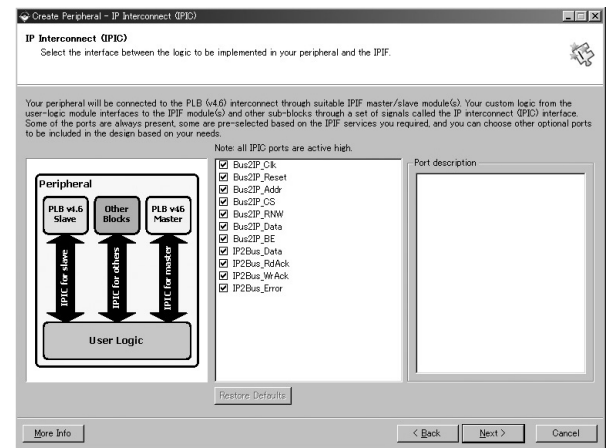 Create Peripheral - IP Interconnect (IPIC)
IP Interconnect (IPIC)
Select the interface between the logic to be implemented in your peripheral and the IPIF.
Your peripheral will be connected to the PLB (v4.6) interconnect through suitable IPIF master/slave module(s). Your custom logic from the
user-logic module interfaces to the IPIF module(s) and other sub-blocks through a set of signals called the IP interconnect (IPIC) interface.
Some of the ports are always present, some are pre-selected based on the IPIF services you required, and you can choose other optional ports
to be included in the design based on your needs.
Note: all IPIC ports are active high.
Peripheral
PLB v4.6
Slave
Other
Blocks
PLB v46
Master
IPIC for slave
IPIC for others
IPIC for master
User Logic
Bus2IP_Clk
Bus2IP_Reset
Bus2IP_Addr
Bus2IP_CS
Bus2IP_RNW
Bus2IP_Data
Bus2IP_BE
IP2Bus_Data
IP2Bus_RdAck
IP2Bus_WrAck
IP2Bus_Error
Port description
Restore Defaults
More Info
< Back
Next >
Cancel